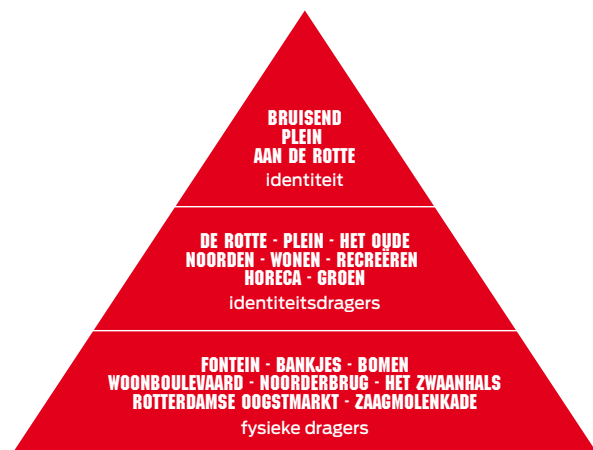 BRUISEND
PLEIN
AAN DE ROTTE
identiteit
DE ROTTE - PLEIN - HET OUDE
NOORDEN - WONEN - RECREËREN
HORECA - GROEN
identiteitsdragers
FONTEIN - BANKJES - BOMEN
WOONBOULEVAARD - NOORDERBRUG - HET ZWAANHALS
ROTTERDAMSE OOGSTMARKT - ZAAGMOLENKADE
fysieke dragers